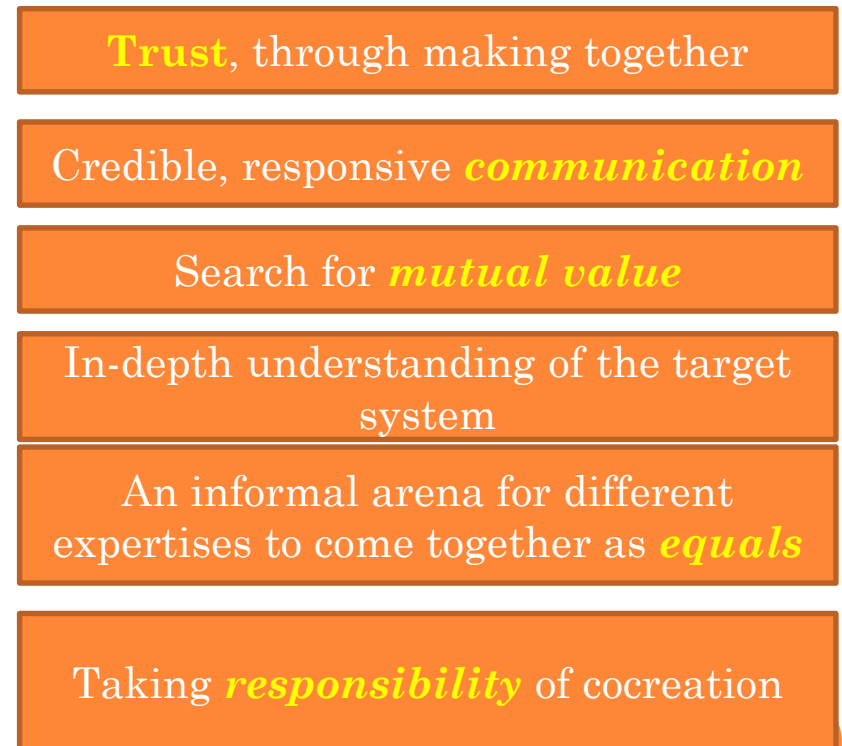 Trust, through making together
Credible, responsive communication
Search for mutual value
In-depth understanding of the target
system
An informal arena for different
expertises to come together as equals
Taking responsibility of cocreation